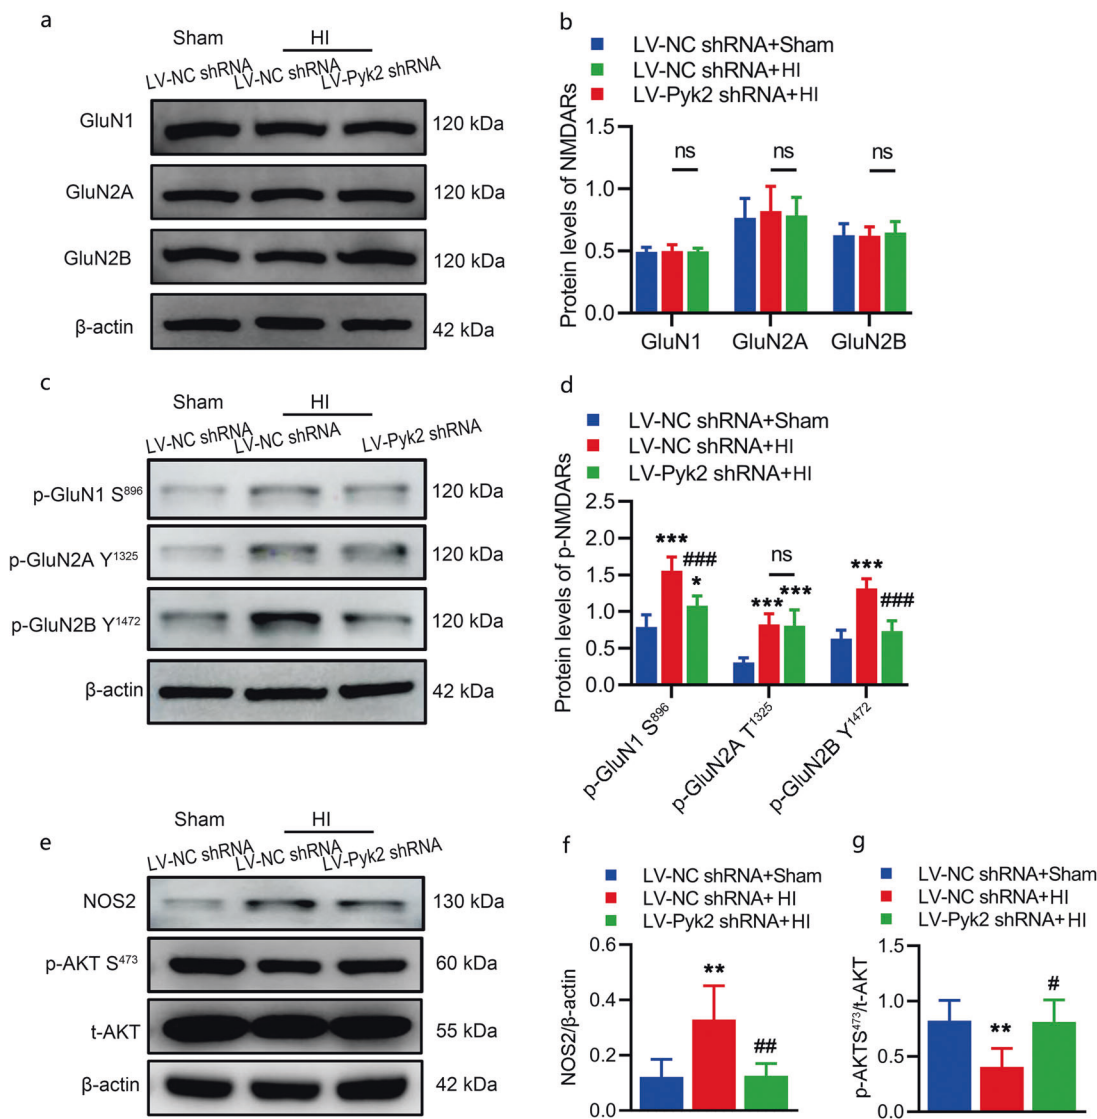 a
Sham
HI
LV-NC shRNA
LV-NC shRNA
LV-Pyk2 shRNA
GluN1
120 kDa
GluN2A
120 kDa
GluN2B
120 kDa
β-actin
42 kDa
b
LV-NC shRNA+Sham
LV-NC shRNA+HI
LV-Pyk2 shRNA+HI
Protein levels of NMDARs
1.5
1.0
0.5
0.0
ns
ns
ns
GluN1
GluN2A
GluN2B
c
Sham
HI
LV-NC shRNA
LV-NC shRNA
LV-Pyk2 shRNA
p-GluN1 S⁸⁹⁶
120 kDa
p-GluN2A Y¹³²⁵
120 kDa
p-GluN2B Y¹⁴⁷²
120 kDa
β-actin
42 kDa
d
LV-NC shRNA+Sham
LV-NC shRNA+HI
LV-Pyk2 shRNA+HI
Protein levels of p-NMDARs
2.5
2.0
1.5
1.0
0.5
0.0
***
###
*
ns
***
***
***
###
p-GluN1 S⁸⁹⁶
p-GluN2A T¹³²⁵
p-GluN2B Y¹⁴⁷²
e
Sham
HI
LV-NC shRNA
LV-NC shRNA
LV-Pyk2 shRNA
NOS2
130 kDa
p-AKT S⁴⁷³
60 kDa
t-AKT
55 kDa
β-actin
42 kDa
f
LV-NC shRNA+Sham
LV-NC shRNA+HI
LV-Pyk2 shRNA+HI
NOS2/β-actin
0.6
0.4
0.2
0.0
**
##
g
LV-NC shRNA+Sham
LV-NC shRNA+HI
LV-Pyk2 shRNA+HI
p-AKTS⁴⁷³/t-AKT
1.5
1.0
0.5
0.0
**
#